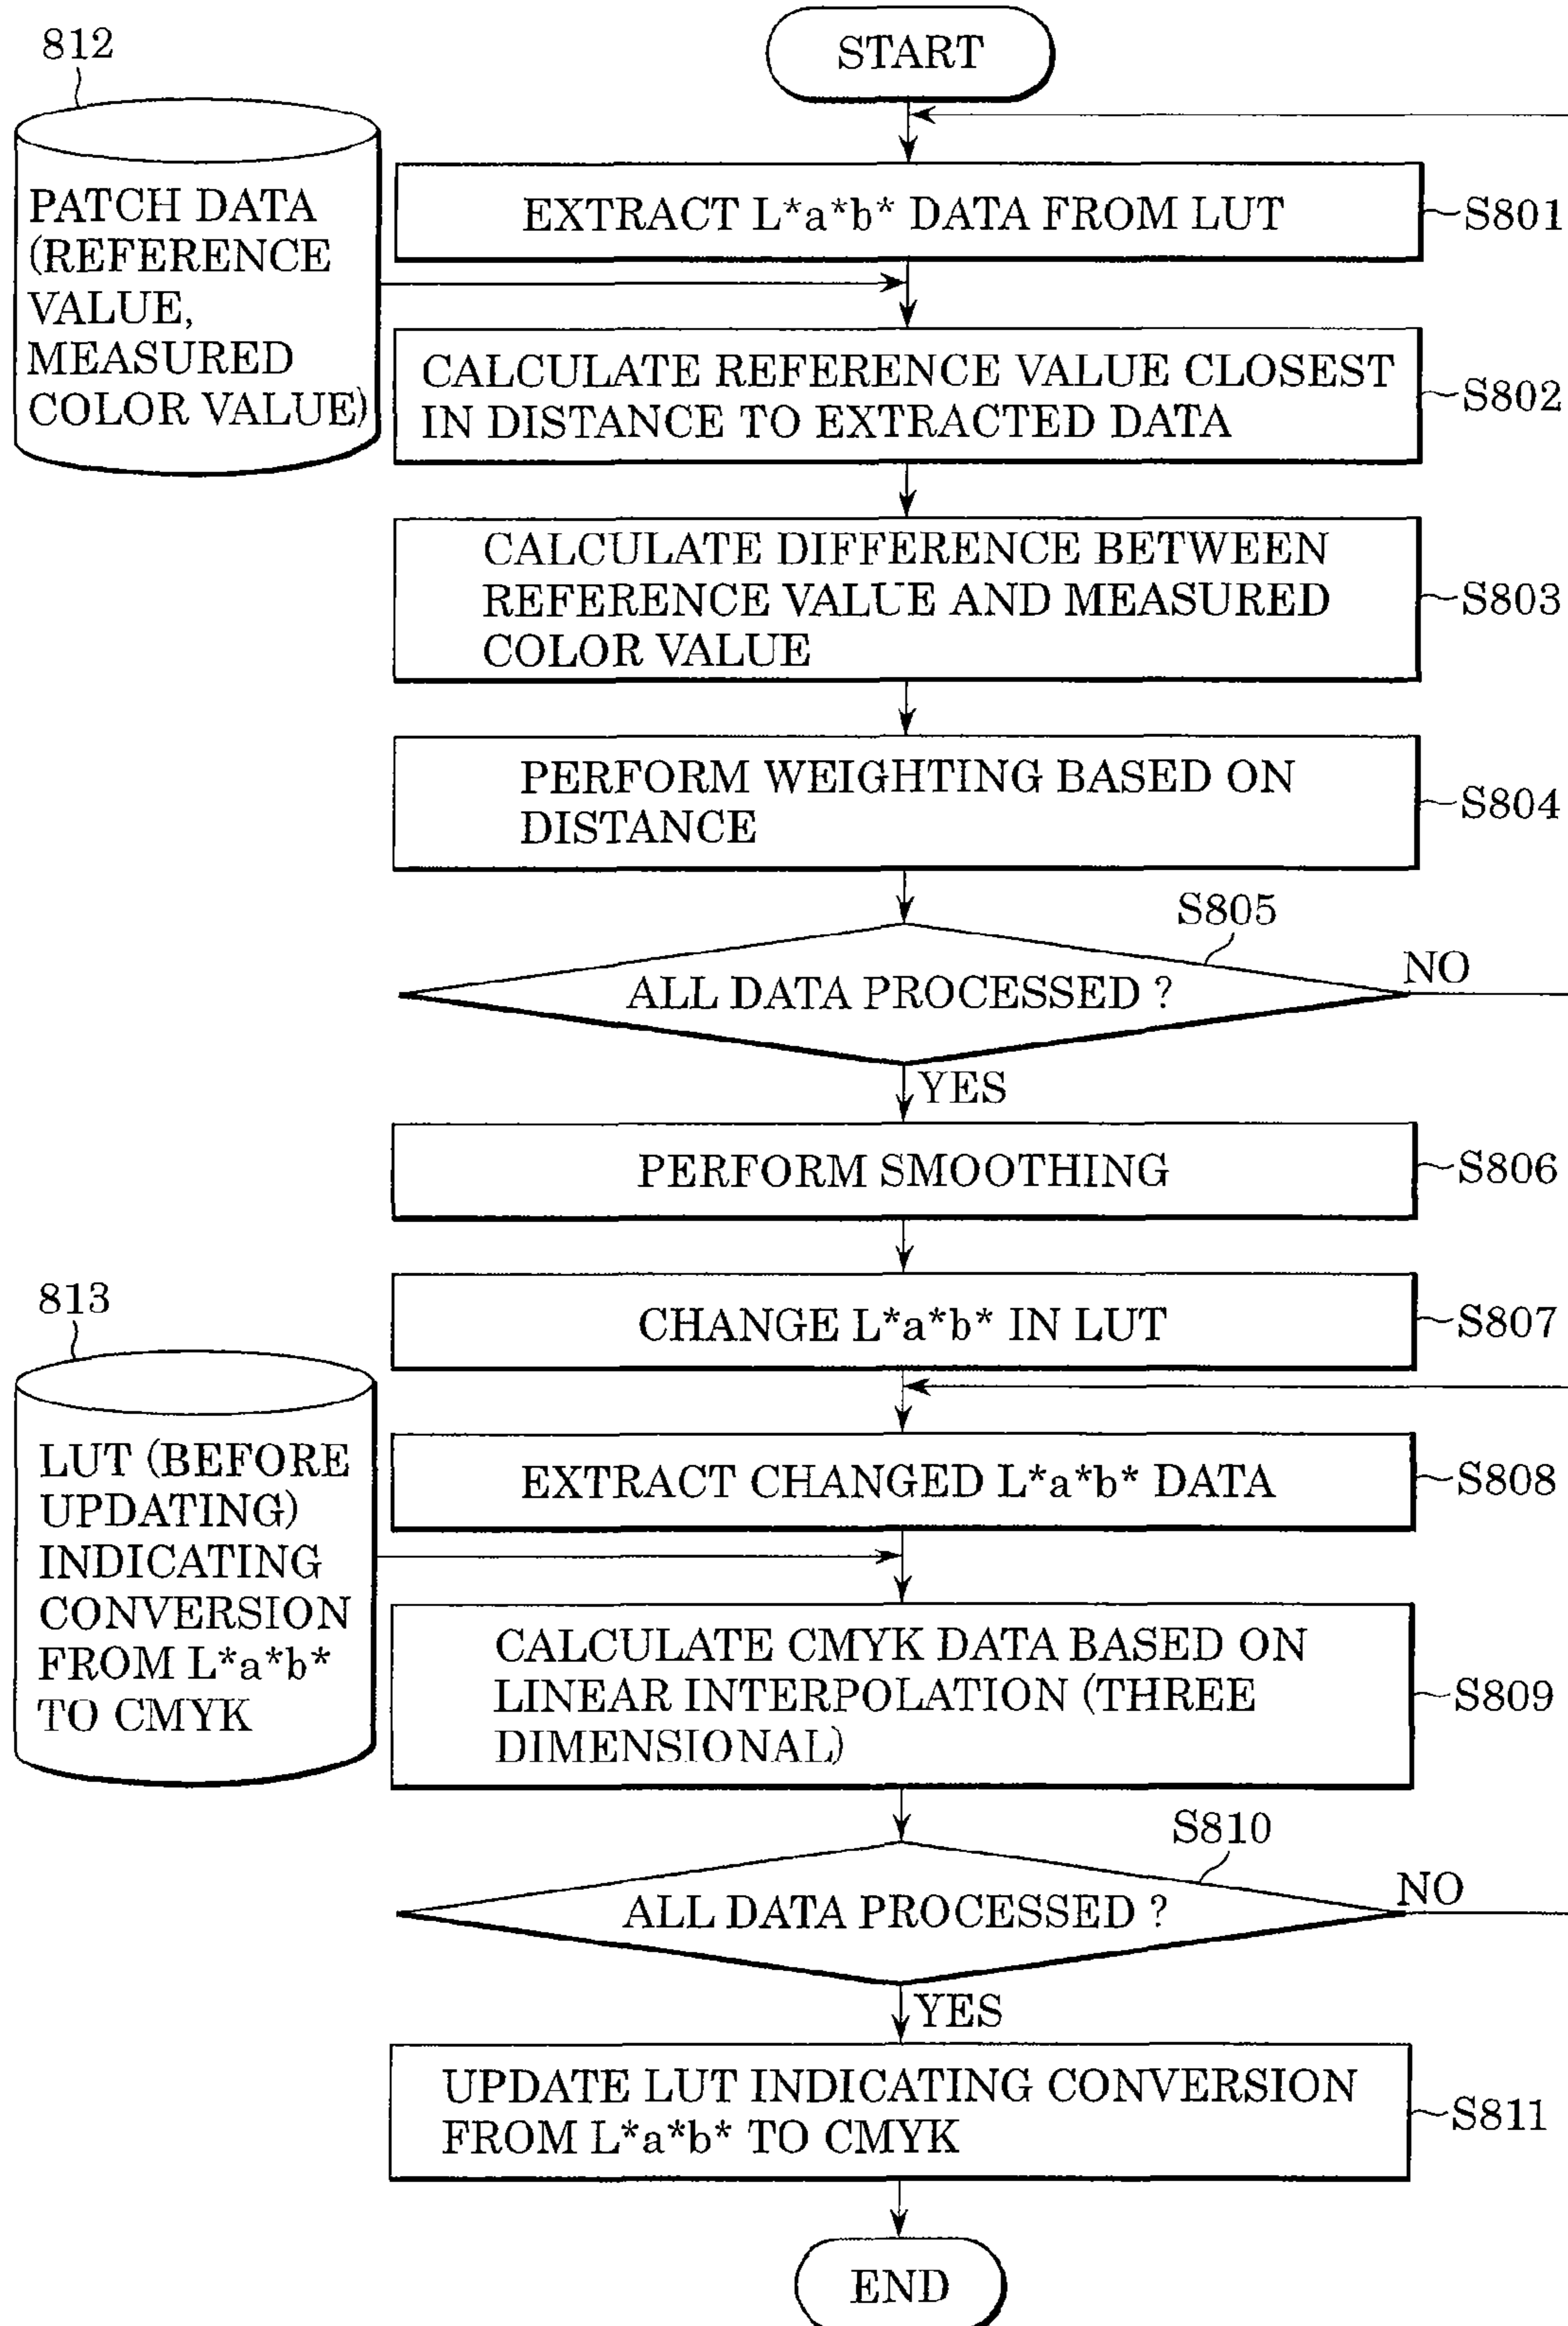 START
812
PATCH DATA
(REFERENCE
VALUE,
MEASURED
COLOR VALUE)
EXTRACT L*a*b* DATA FROM LUT
S801
CALCULATE REFERENCE VALUE CLOSEST
IN DISTANCE TO EXTRACTED DATA
S802
CALCULATE DIFFERENCE BETWEEN
REFERENCE VALUE AND MEASURED
COLOR VALUE
S803
PERFORM WEIGHTING BASED ON
DISTANCE
S804
S805
ALL DATA PROCESSED ?
NO
YES
PERFORM SMOOTHING
S806
CHANGE L*a*b* IN LUT
S807
813
LUT (BEFORE
UPDATING)
INDICATING
CONVERSION
FROM L*a*b*
TO CMYK
EXTRACT CHANGED L*a*b* DATA
S808
CALCULATE CMYK DATA BASED ON
LINEAR INTERPOLATION (THREE
DIMENSIONAL)
S809
S810
ALL DATA PROCESSED ?
NO
YES
UPDATE LUT INDICATING CONVERSION
FROM L*a*b* TO CMYK
S811
END